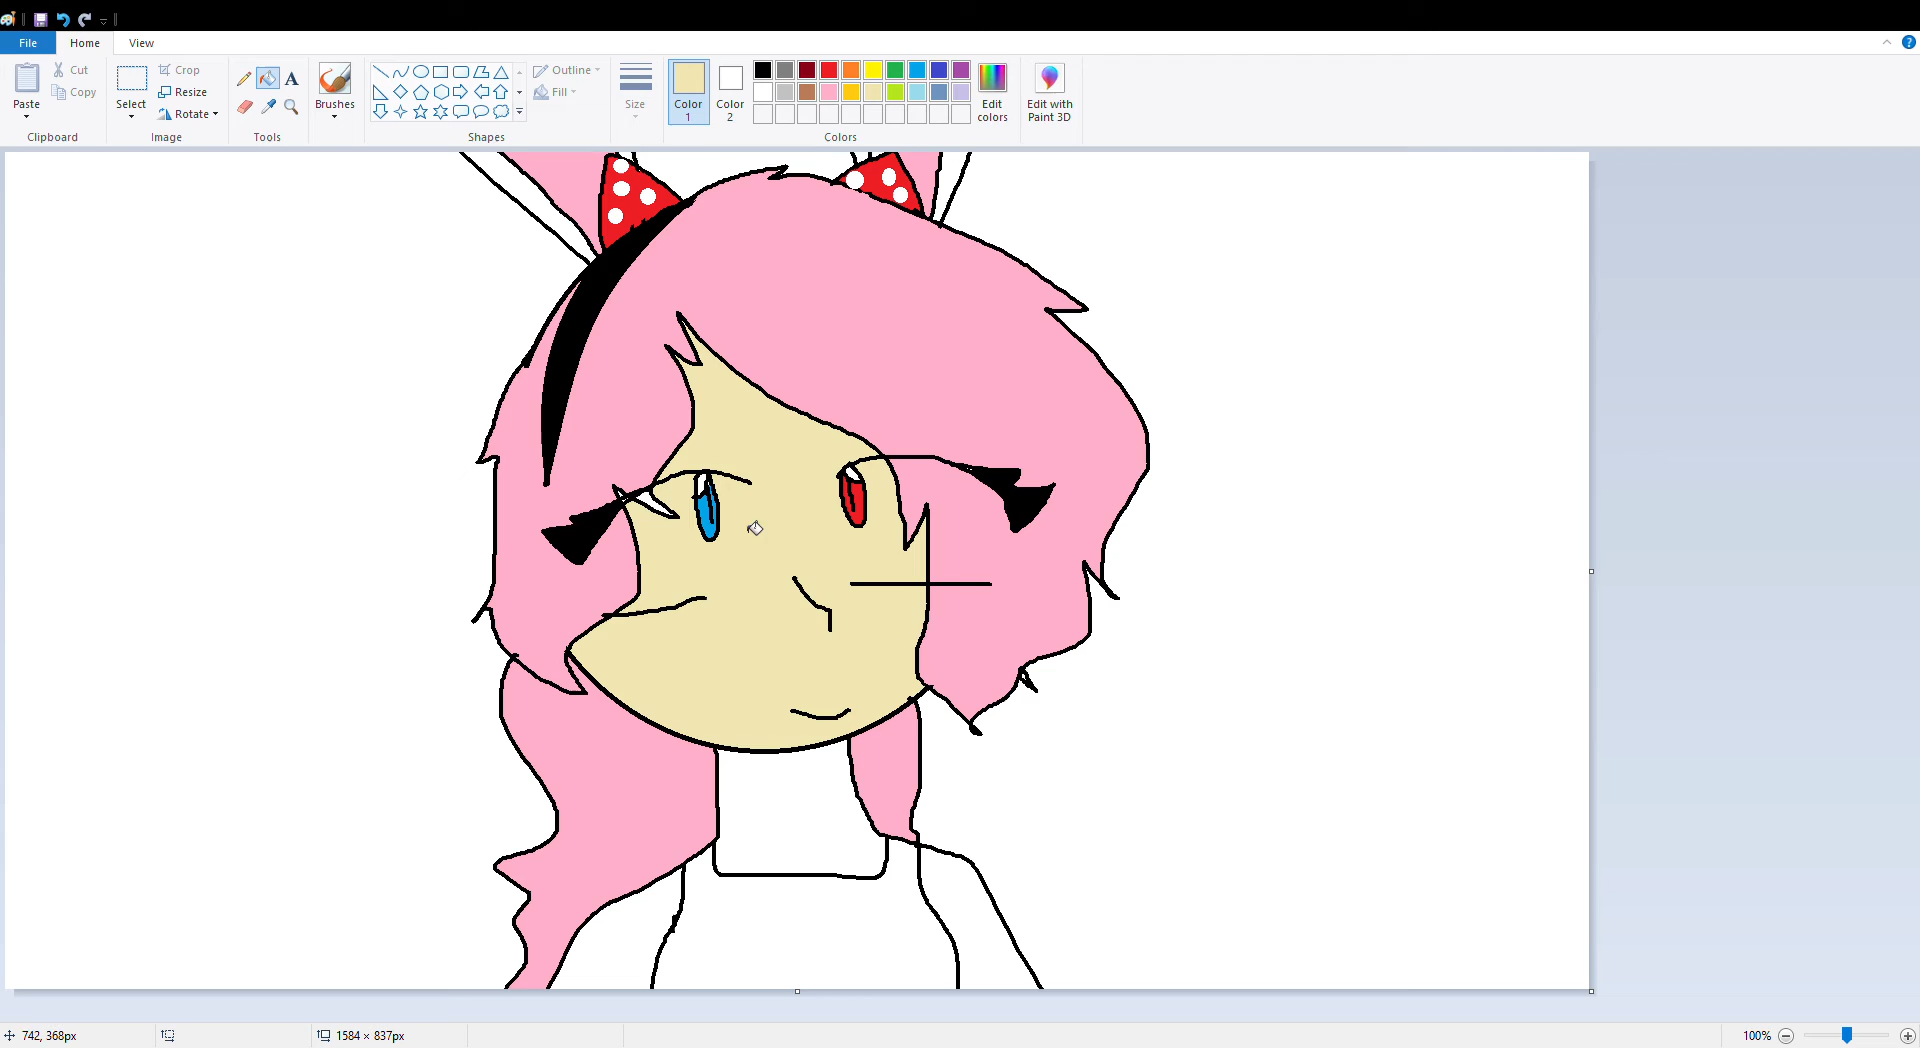 File Home View
Paste Cut Copy
Clipboard
Select Crop Resize Rotate
Image
A
Tools
Brushes
Shapes
Outline Fill
Size
Color 1 Color 2
Edit colors
Colors
Edit with Paint 3D
?
742, 368px 1584 × 837px 100%